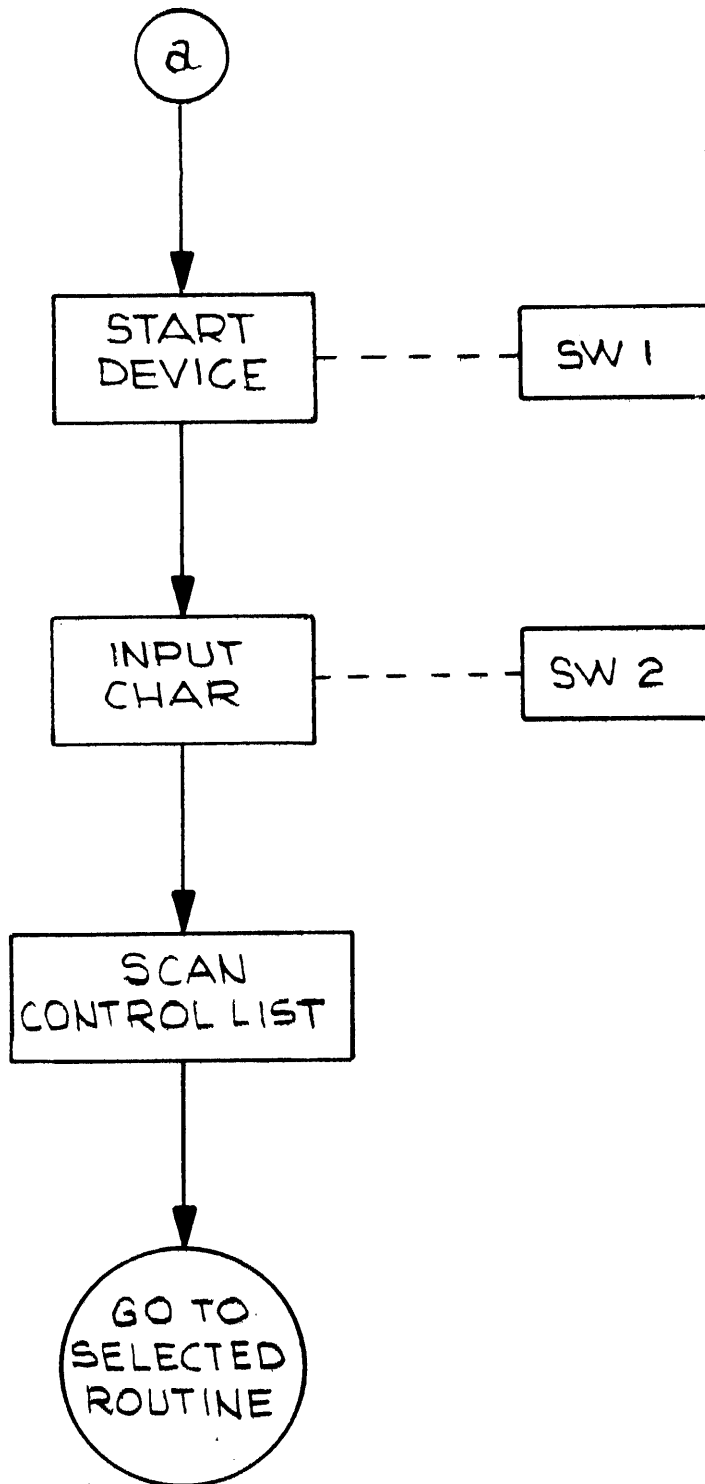 a
START
DEVICE
SW 1
INPUT
CHAR
SW 2
SCAN
CONTROL LIST
GO TO
SELECTED
ROUTINE